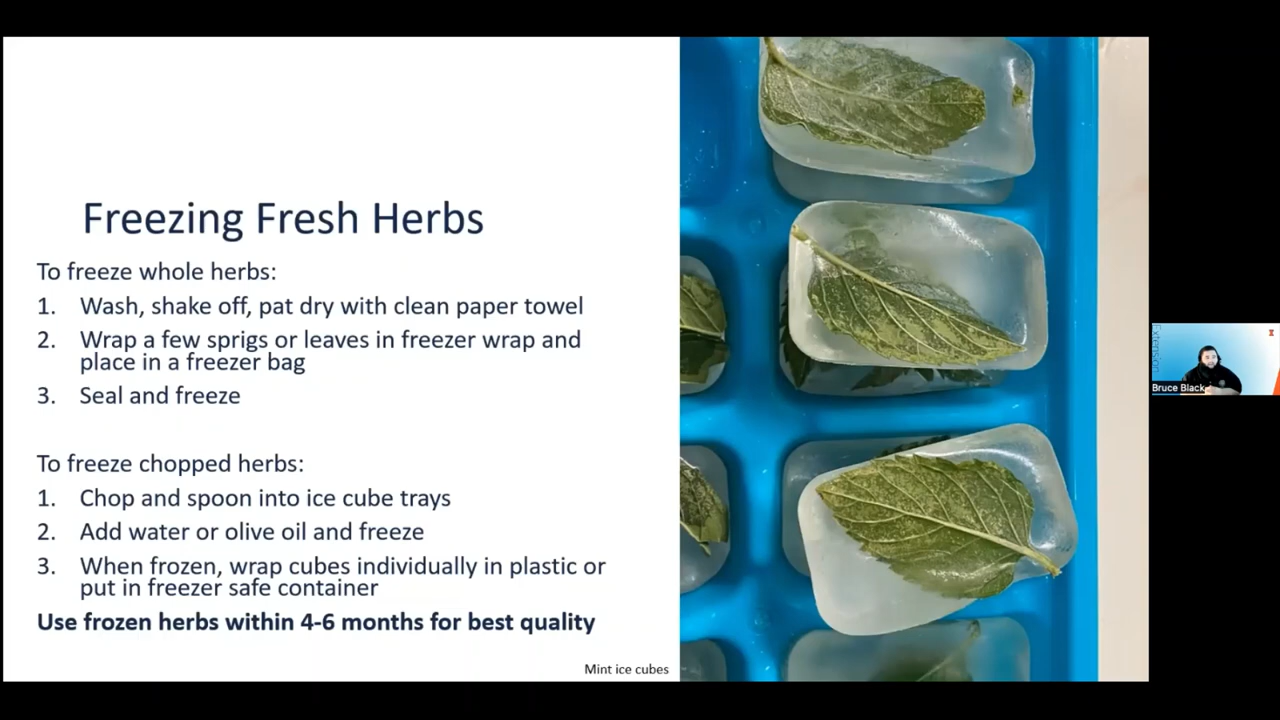 Freezing Fresh Herbs
To freeze whole herbs:
1. Wash, shake off, pat dry with clean paper towel
2. Wrap a few sprigs or leaves in freezer wrap and
place in a freezer bag
3. Seal and freeze
To freeze chopped herbs:
1. Chop and spoon into ice cube trays
2. Add water or olive oil and freeze
3. When frozen, wrap cubes individually in plastic or
put in freezer safe container
Use frozen herbs within 4-6 months for best quality
Mint ice cubes
Extension
Bruce Black